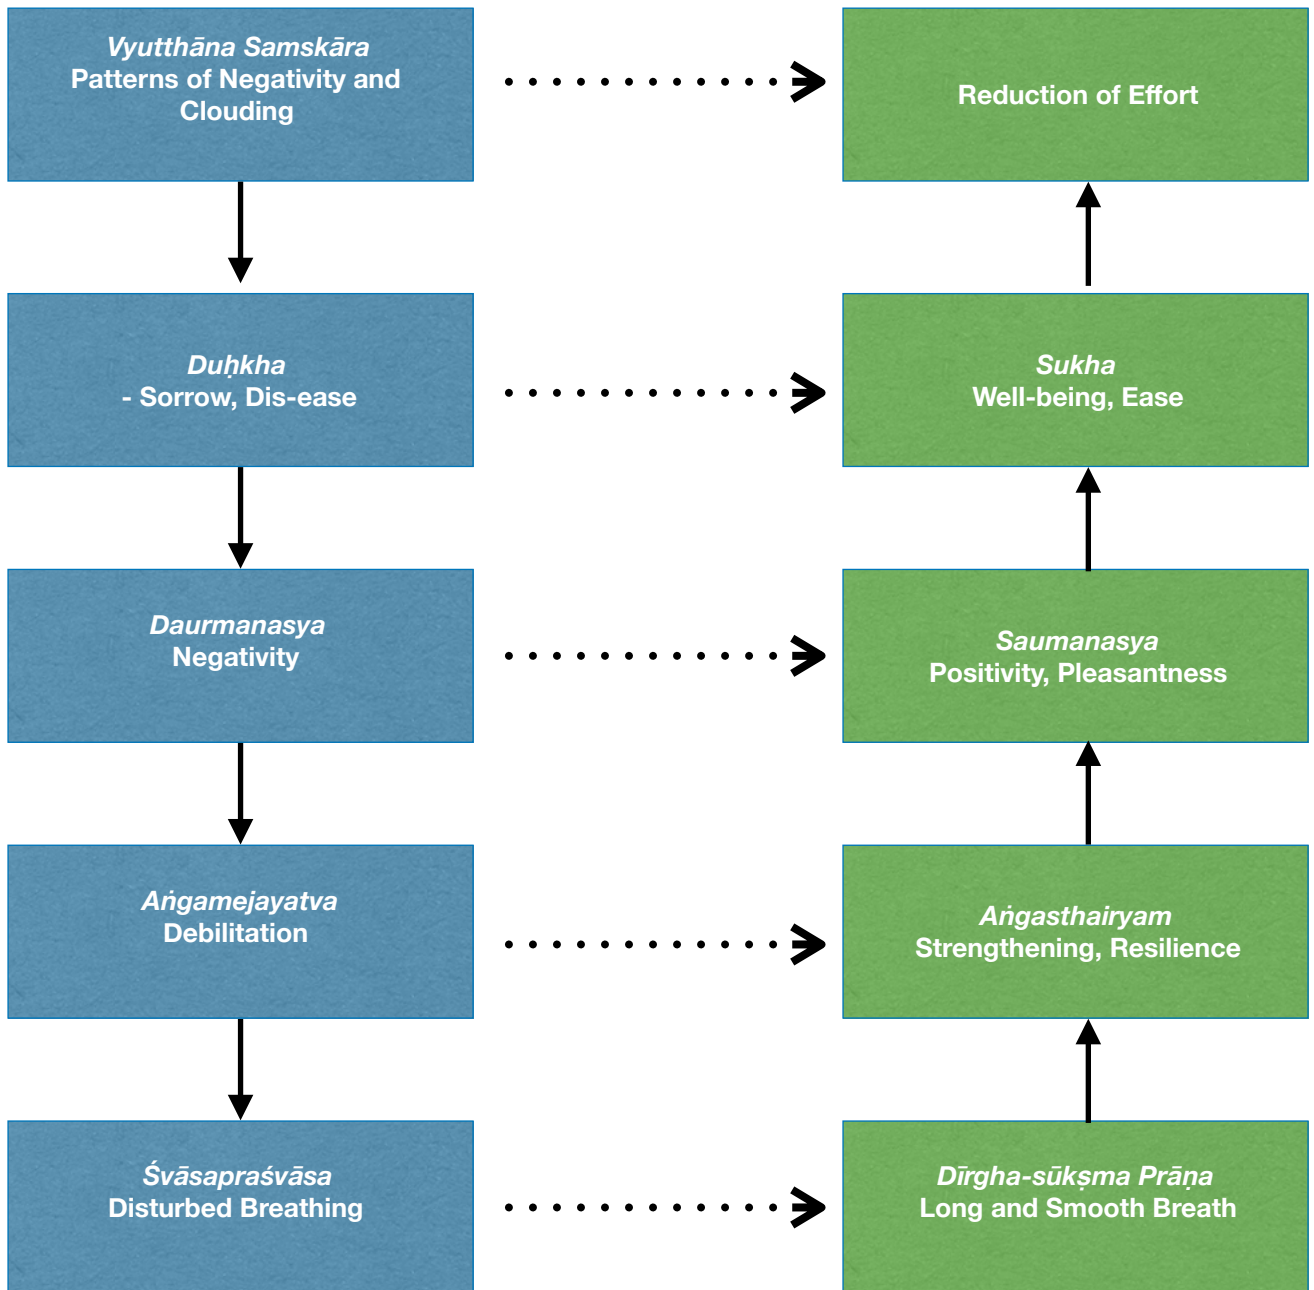 Vyutthāna Samskāra
Patterns of Negativity and
Clouding
Reduction of Effort
Duḥkha
- Sorrow, Dis-ease
Sukha
Well-being, Ease
Daurmanasya
Negativity
Saumanasya
Positivity, Pleasantness
Aṅgamejayatva
Debilitation
Aṅgasthairyam
Strengthening, Resilience
Śvāsapraśvāsa
Disturbed Breathing
Dīrgha-sūkṣma Prāṇa
Long and Smooth Breath